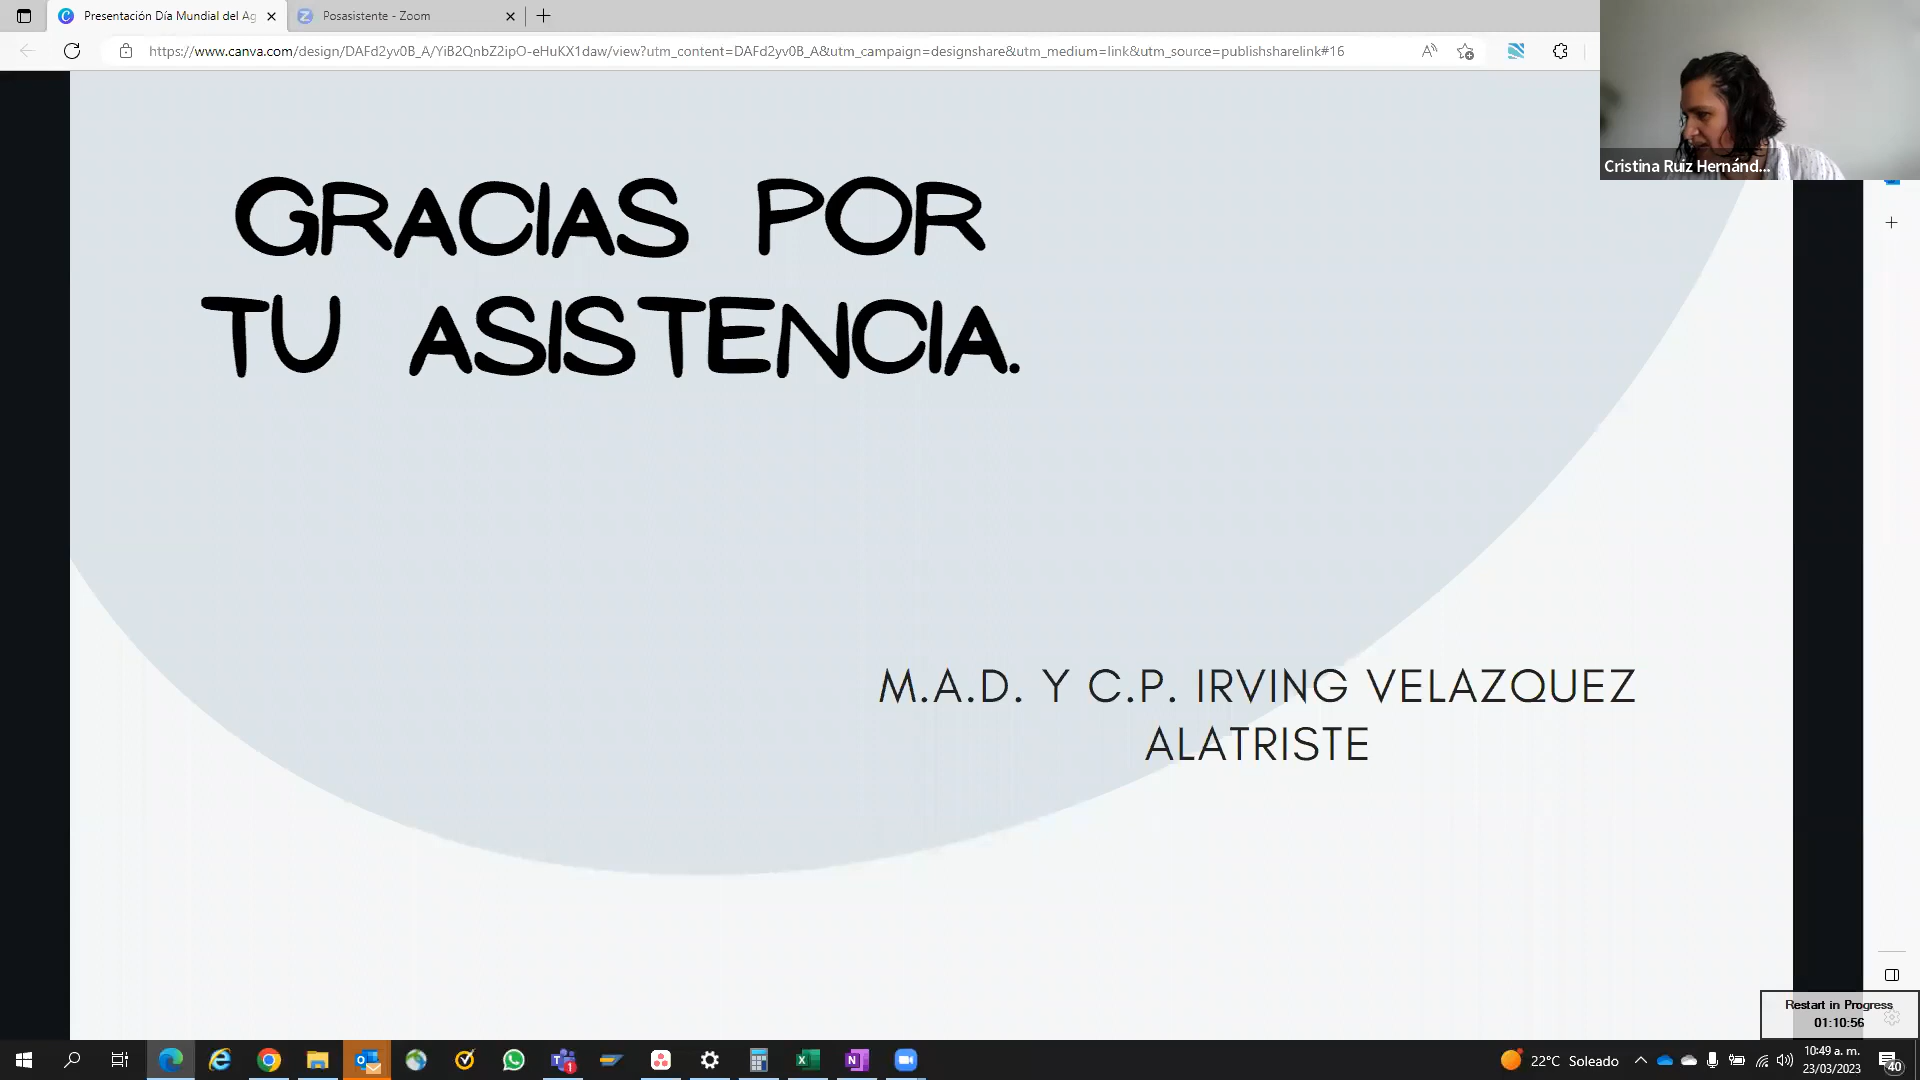 Presentación Día Mundial del Ag
Posasistente - Zoom
https://www.canva.com/design/DAFd2yv0B_A/YiB2QnbZ2ipO-eHuKX1daw/view?utm_content=DAFd2yv0B_A&utm_campaign=designshare&utm_medium=link&utm_source=publishsharelink#16
Cristina Ruiz Hernánd...
GRACIAS POR
TU ASISTENCIA.
M.A.D. Y C.P. IRVING VELAZQUEZ
ALATRISTE
Restart in Progress
01:10:56
22°C Soleado
10:49 a. m.
23/03/2023
40
1